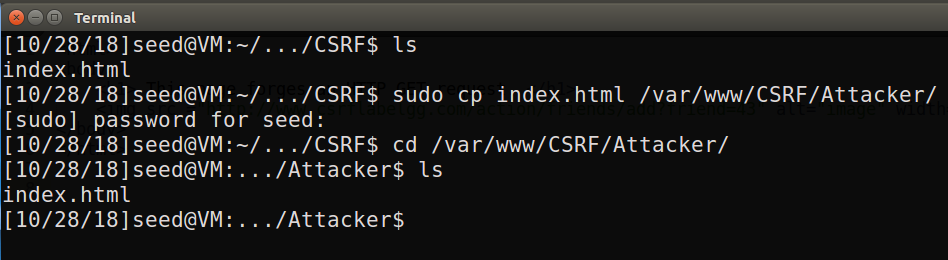 Terminal
[10/28/18]seed@VM:~/.../CSRF$ ls
index.html
[10/28/18]seed@VM:~/.../CSRF$ sudo cp index.html /var/www/CSRF/Attacker/
[sudo] password for seed:
[10/28/18]seed@VM:~/.../CSRF$ cd /var/www/CSRF/Attacker/
[10/28/18]seed@VM:.../Attacker$ ls
index.html
[10/28/18]seed@VM:.../Attacker$